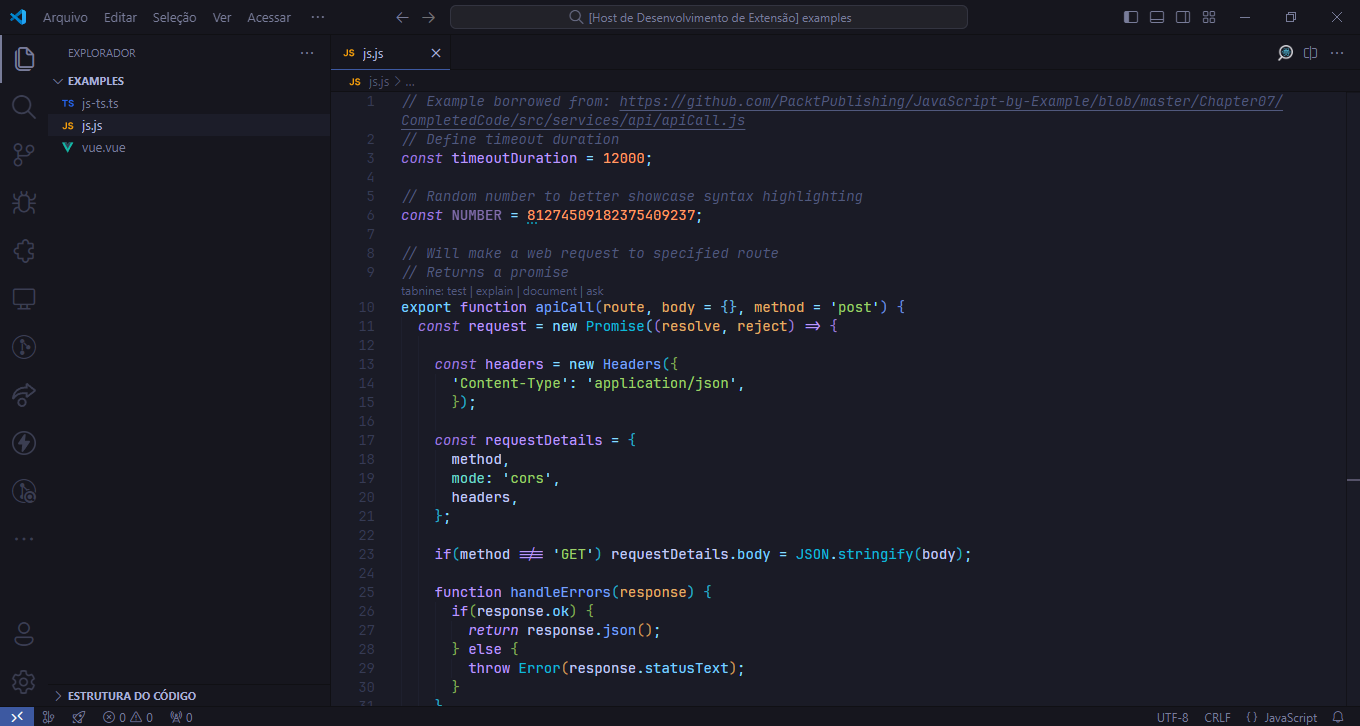 Arquivo Editar Seleção Ver Acessar ···
[Host de Desenvolvimento de Extensão] examples
EXPLORADOR ···
EXAMPLES
TS js-ts.ts
JS js.js
vue.vue
ESTRUTURA DO CÓDIGO
JS js.js
JS js.js > ...
1 // Example borrowed from: https://github.com/PacktPublishing/JavaScript-by-Example/blob/master/Chapter07/
CompletedCode/src/services/api/apiCall.js
2 // Define timeout duration
3 const timeoutDuration = 12000;
4
5 // Random number to better showcase syntax highlighting
6 const NUMBER = 81274509182375409237;
7
8 // Will make a web request to specified route
9 // Returns a promise
tabnine: test | explain | document | ask
10 export function apiCall(route, body = {}, method = 'post') {
11 const request = new Promise((resolve, reject) => {
12
13 const headers = new Headers({
14 'Content-Type': 'application/json',
15 });
16
17 const requestDetails = {
18 method,
19 mode: 'cors',
20 headers,
21 };
22
23 if(method !== 'GET') requestDetails.body = JSON.stringify(body);
24
25 function handleErrors(response) {
26 if(response.ok) {
27 return response.json();
28 } else {
29 throw Error(response.statusText);
30 }
31 }
0 0 0
UTF-8 CRLF { } JavaScript